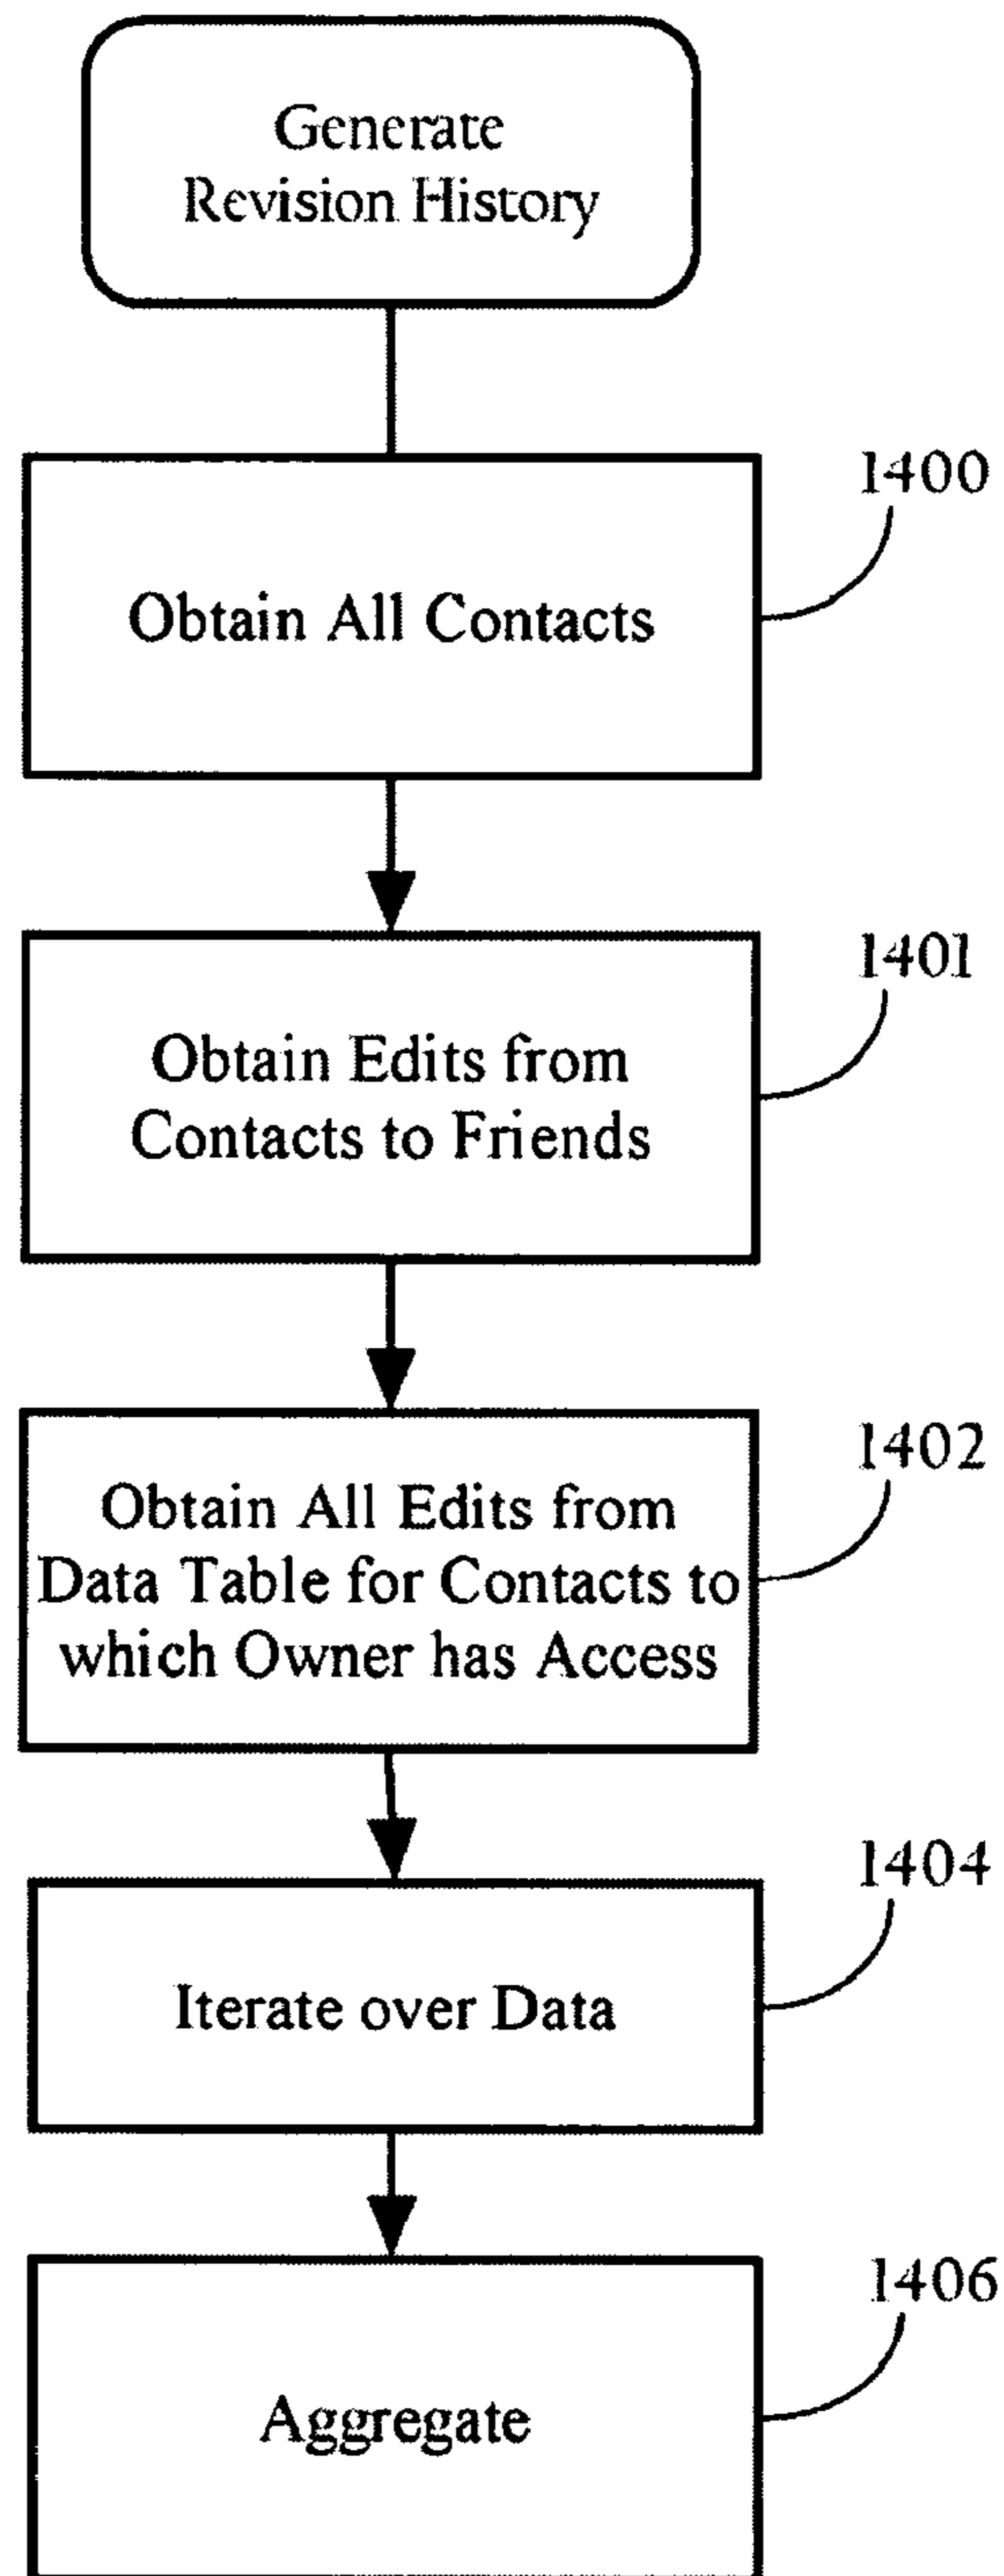 Generate
Revision History
1400
Obtain All Contacts
1401
Obtain Edits from
Contacts to Friends
1402
Obtain All Edits from
Data Table for Contacts to
which Owner has Access
1404
Iterate over Data
1406
Aggregate